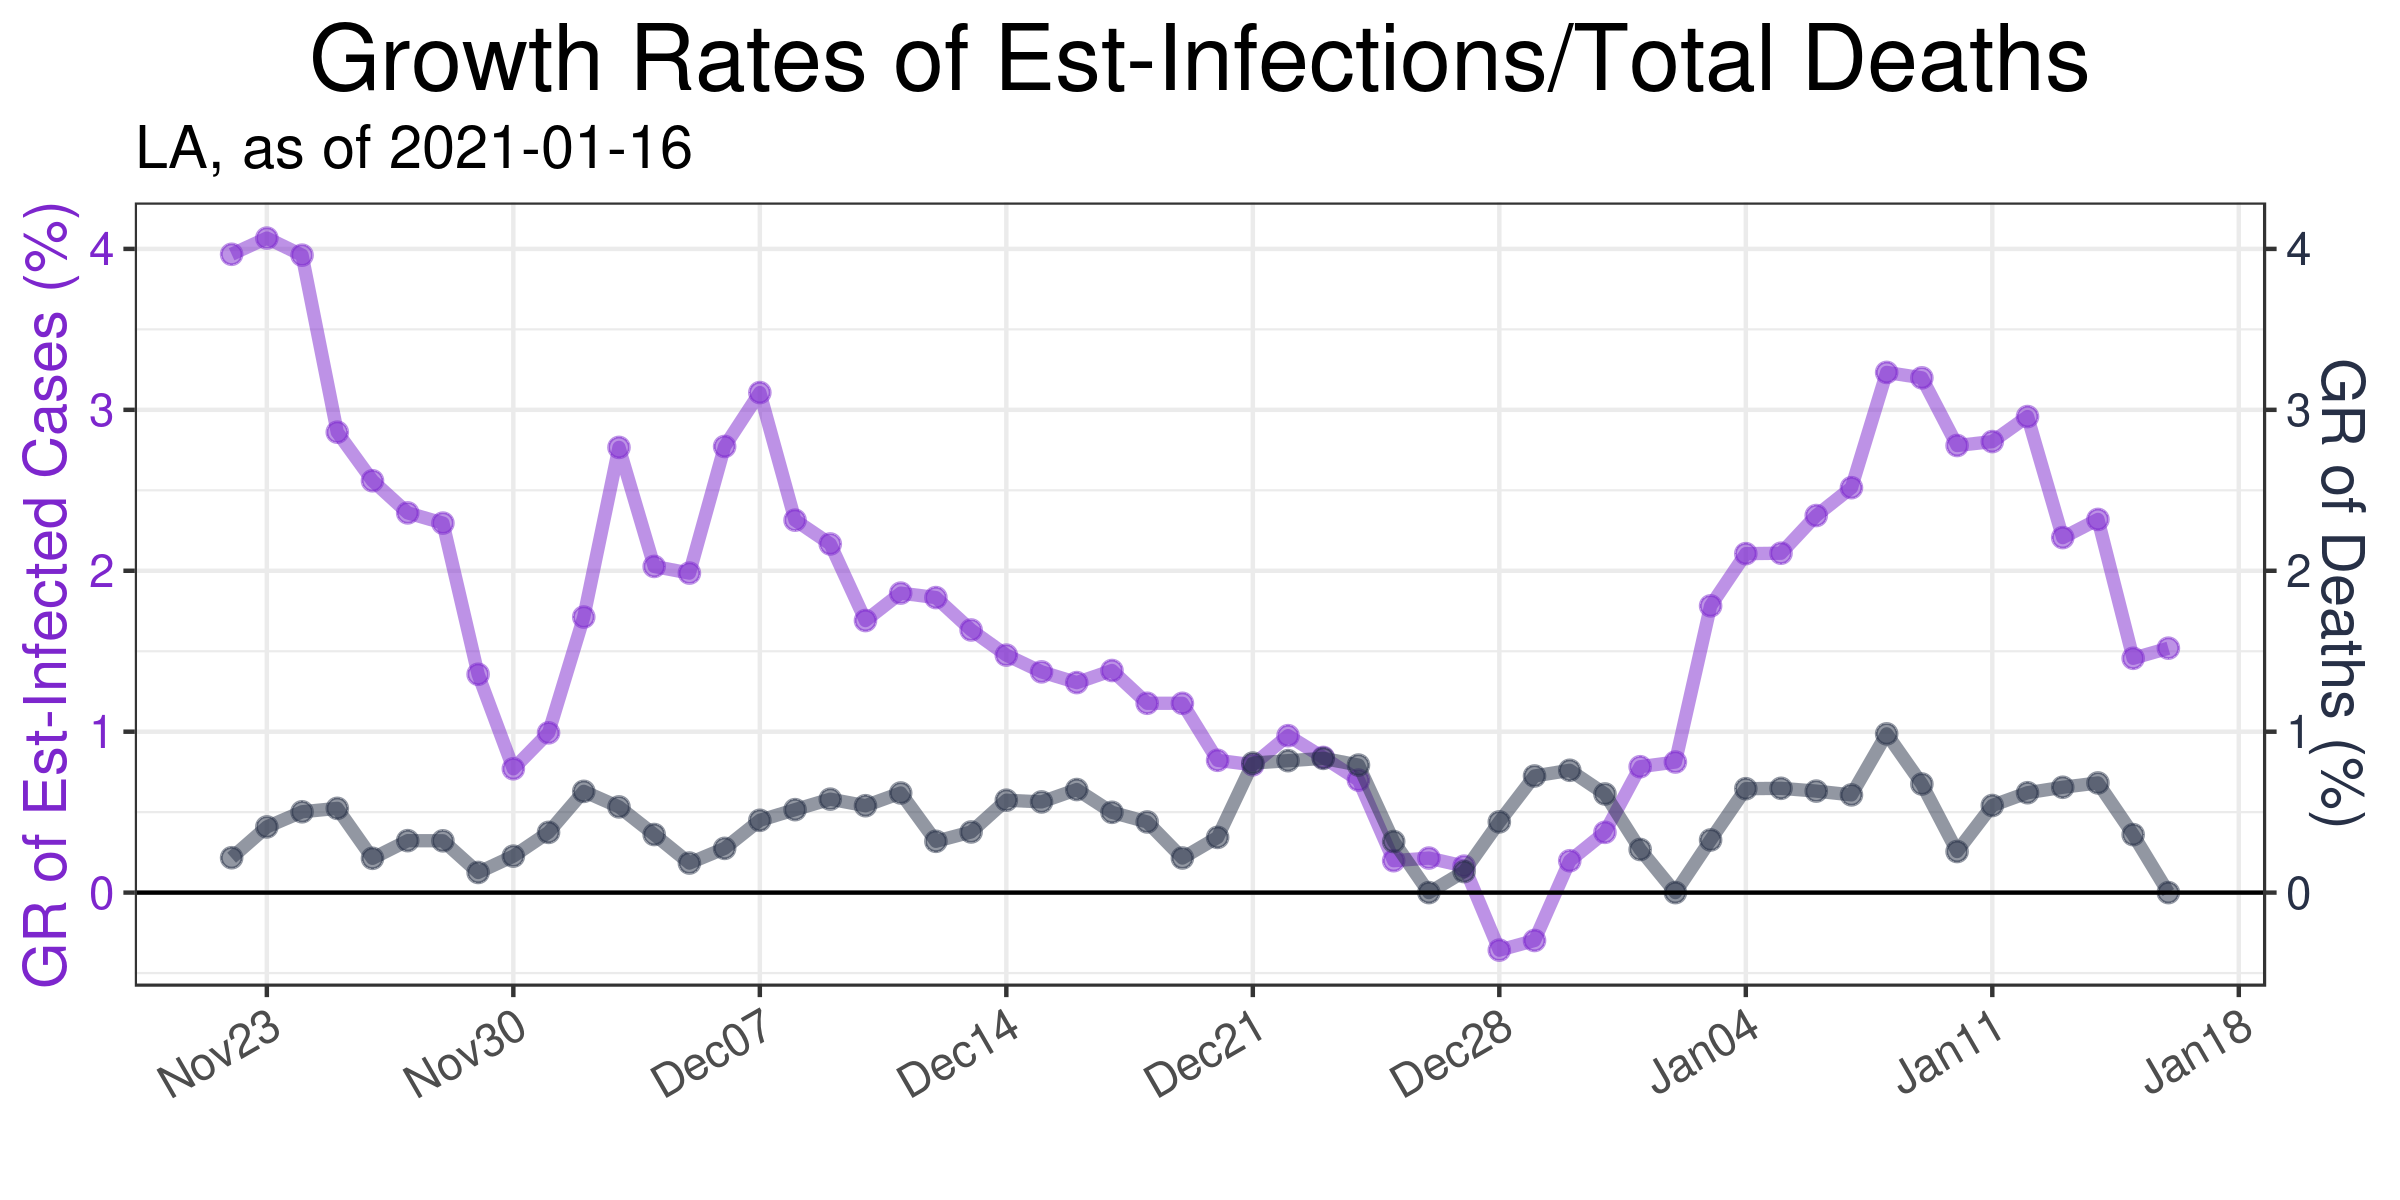 Growth Rates of Est-Infections/Total Deaths
LA, as of 2021-01-16
GR of Est-Infected Cases (%)
4
3
2
1
0
4
3
2
1
0
GR of Deaths (%)
Nov23
Nov30
Dec07
Dec14
Dec21
Dec28
Jan04
Jan11
Jan18